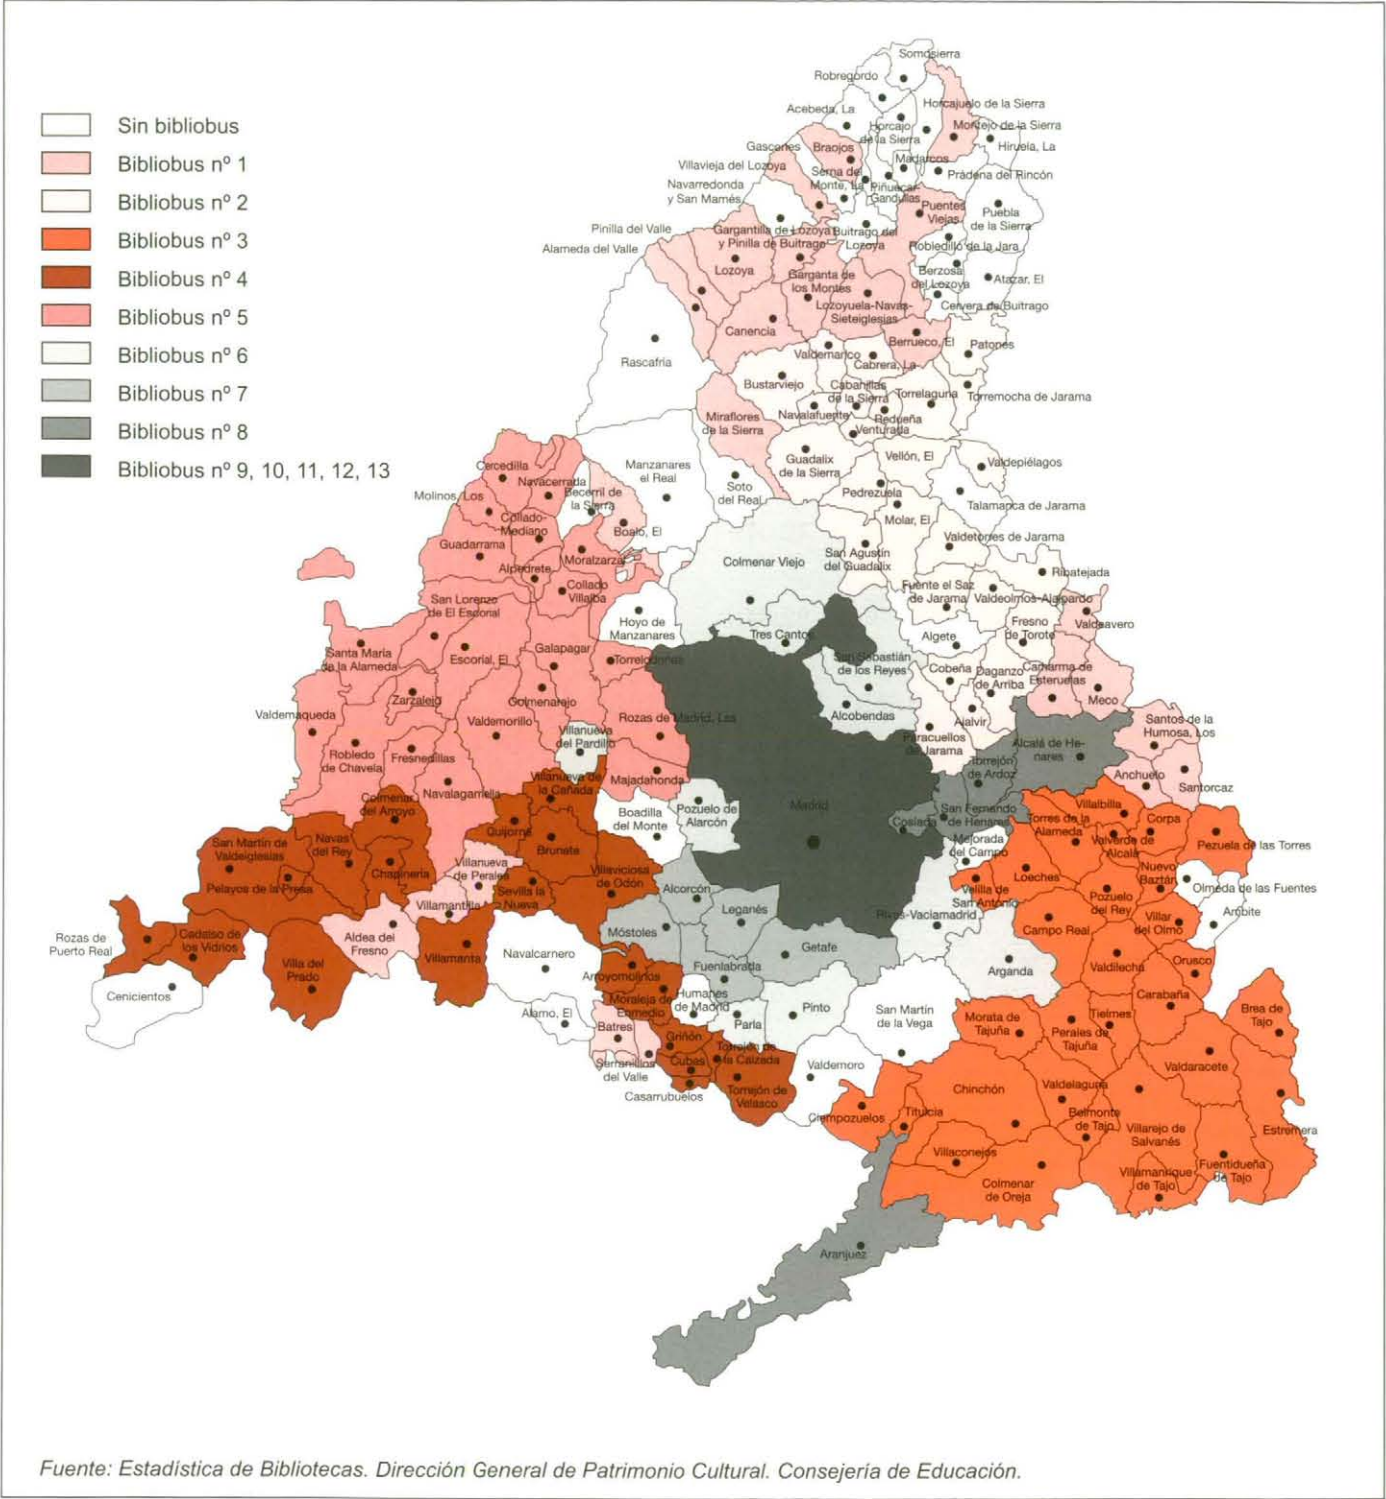 Sin bibliobus
Bibliobus nº 1
Bibliobus nº 2
Bibliobus nº 3
Bibliobus nº 4
Bibliobus nº 5
Bibliobus nº 6
Bibliobus nº 7
Bibliobus nº 8
Bibliobus nº 9, 10, 11, 12, 13
Somosierra
Robregordo
Acebeda, La
Horcajuelo de la Sierra
Horcajo
de la Sierra
Montejo de la Sierra
Hiruela, La
Gascones
Braojos
Madarcos
Villavieja del Lozoya
Serna del
Monte, La
Prádena del Rincón
Navarredonda
y San Mamés
Piñuecar-
Gandullas
Puentes
Viejas
Puebla
de la Sierra
Pinilla del Valle
Gargantilla de Lozoya
y Pinilla de Buitrago
Buitrago del
Lozoya
Robledillo de la Jara
Alameda del Valle
Lozoya
Garganta de
los Montes
Berzosa
del Lozoya
Atazar, El
Lozoyuela-Navas-
Sieteiglesias
Cervera de Buitrago
Canencia
Berrueco, El
Patones
Rascafria
Valdemanco
Cabrera, La
Bustarviejo
Cabanillas
de la Sierra
Torrelaguna
Torremocha de Jarama
Miraflores
de la Sierra
Navalafuente
Redueña
Venturada
Guadalix
de la Sierra
Vellón, El
Valdepiélagos
Cercedilla
Navacerrada
Manzanares
el Real
Soto
del Real
Pedrezuela
Talamanca de Jarama
Molinos, Los
Becerril de
la Sierra
Molar, El
Collado-
Mediano
Boalo, El
Valdetorres de Jarama
Guadarrama
Moralzarzal
Colmenar Viejo
San Agustín
del Guadalix
Ribatejada
Alpedrete
Collado
Villalba
Fuente el Saz
de Jarama
Valdeolmos-Alalpardo
San Lorenzo
de El Escorial
Hoyo de
Manzanares
Valdeavero
Tres Cantos
Algete
Fresno
de Torote
Santa María
de la Alameda
Escorial, El
Galapagar
Torrelodones
San Sebastián
de los Reyes
Cobeña
Daganzo
de Arriba
Camarma de
Esteruelas
Zarzalejo
Colmenarejo
Meco
Valdemaqueda
Valdemorillo
Rozas de Madrid, Las
Alcobendas
Ajalvir
Santos de la
Humosa, Los
Villanueva
del Pardillo
Paracuellos
de Jarama
Alcalá de He-
nares
Robledo
de Chavela
Fresnedillas
Torrejón
de Ardoz
Anchuelo
Santorcaz
Navalagamella
Villanueva de
la Cañada
Majadahonda
Colmenar
del Arroyo
Boadilla
del Monte
Pozuelo de
Alarcón
Madrid
Coslada
San Fernando
de Henares
Torres de la
Alameda
Villalbilla
Corpa
Quijorna
Valverde de
Alcalá
Pezuela de las Torres
San Martín de
Valdeiglesias
Navas
del Rey
Brunete
Mejorada
del Campo
Chapinería
Villanueva
de Perales
Villaviciosa
de Odón
Loeches
Nuevo
Baztán
Pelayos de la Presa
Alcorcón
Velilla de
San Antonio
Pozuelo
del Rey
Olmeda de las Fuentes
Villamantilla
Sevilla la
Nueva
Leganés
Rivas-Vaciamadrid
Villar
del Olmo
Ambite
Campo Real
Rozas de
Puerto Real
Cadalso de
los Vidrios
Aldea del
Fresno
Móstoles
Getafe
Villa del
Prado
Villamanta
Navalcarnero
Fuenlabrada
Arganda
Valdilecha
Orusco
Cenicientos
Arroyomolinos
Moraleja de
Enmedio
Humanes
de Madrid
Carabaña
Alamo, El
Batres
Parla
Pinto
San Martín
de la Vega
Morata de
Tajuña
Perales de
Tajuña
Tielmes
Brea de
Tajo
Griñón
Serranillos
del Valle
Cubas
Torrejón de
la Calzada
Valdemoro
Valdaracete
Casarrubuelos
Torrejón de
Velasco
Chinchón
Valdelaguna
Ciempozuelos
Titulcia
Belmonte
de Tajo
Villarejo de
Salvanés
Estremera
Villaconejos
Colmenar
de Oreja
Villamanrique
de Tajo
Fuentidueña
de Tajo
Aranjuez
Fuente: Estadística de Bibliotecas. Dirección General de Patrimonio Cultural. Consejería de Educación.